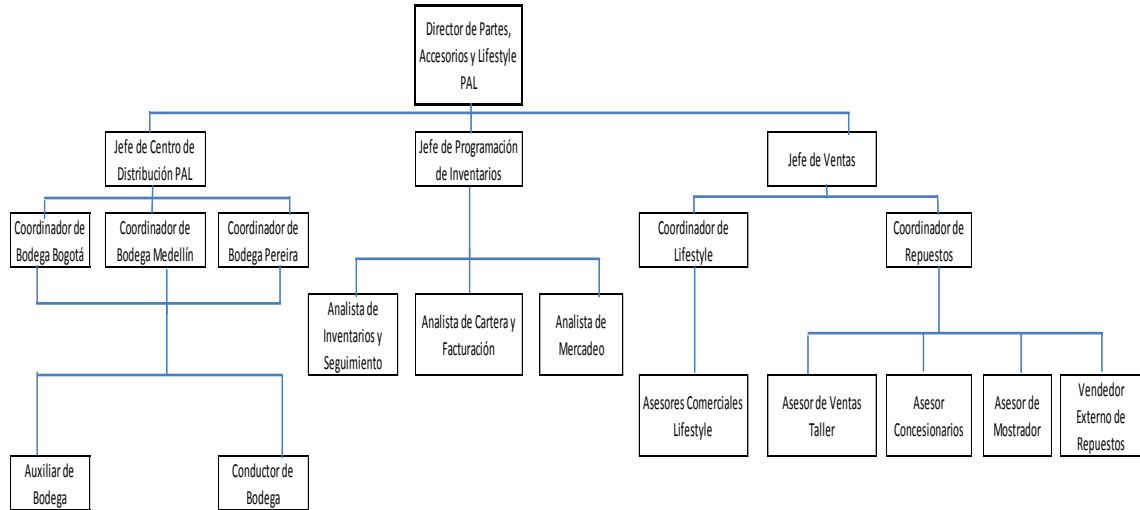 Director de Partes,
Accesorios y Lifestyle
PAL
Jefe de Centro de
Distribución PAL
Jefe de Programación
de Inventarios
Jefe de Ventas
Coordinador de
Bodega Bogotá
Coordinador de
Bodega Medellín
Coordinador de
Bodega Pereira
Coordinador de
Lifestyle
Coordinador de
Repuestos
Analista de
Inventarios y
Seguimiento
Analista de Cartera y
Facturación
Analista de
Mercadeo
Asesores Comerciales
Lifestyle
Asesor de Ventas
Taller
Asesor
Concesionarios
Asesor de
Mostrador
Vendedor
Externo de
Repuestos
Auxiliar de
Bodega
Conductor de
Bodega